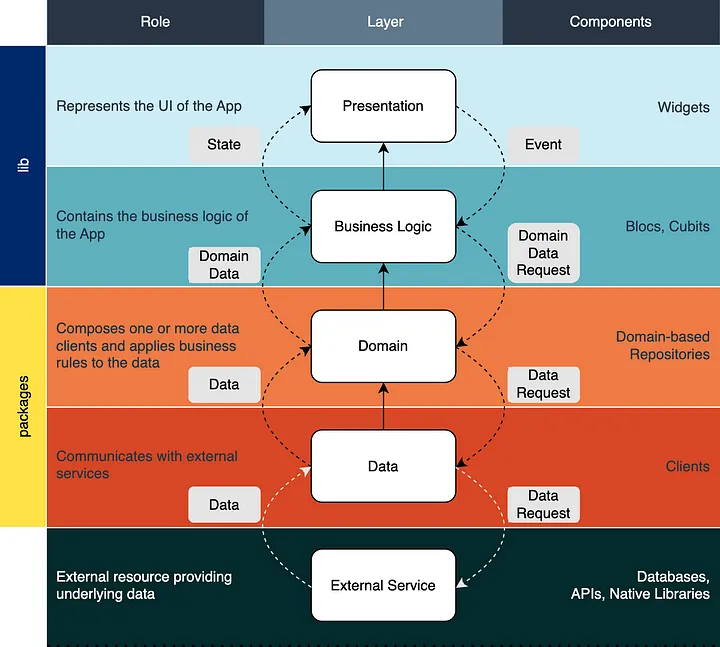 Role
Layer
Components
lib
Represents the UI of the App
Presentation
Widgets
State
Event
Contains the business logic of
the App
Business Logic
Blocs, Cubits
Domain
Data
Domain
Data
Request
packages
Composes one or more data
clients and applies business
rules to the data
Domain
Domain-based
Repositories
Data
Data
Request
Communicates with external
services
Data
Clients
Data
Data
Request
External resource providing
underlying data
External Service
Databases,
APIs, Native Libraries